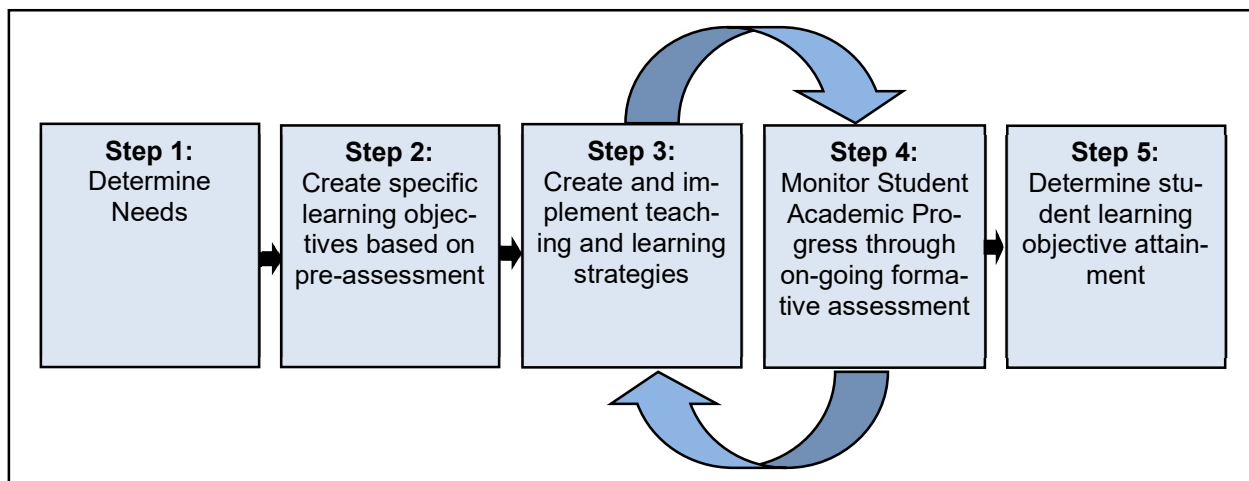 Step 1:
Determine
Needs
Step 2:
Create specific
learning objec-
tives based on
pre-assessment
Step 3:
Create and im-
plement teach-
ing and learning
strategies
Step 4:
Monitor Student
Academic Pro-
gress through
on-going forma-
tive assessment
Step 5:
Determine stu-
dent learning
objective attain-
ment